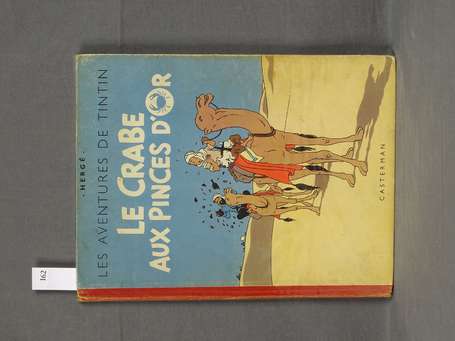 - HERGÉ -
LES AVENTURES DE TINTIN
LE CRABE
AUX PINCES D'OR
CASTERMAN
162